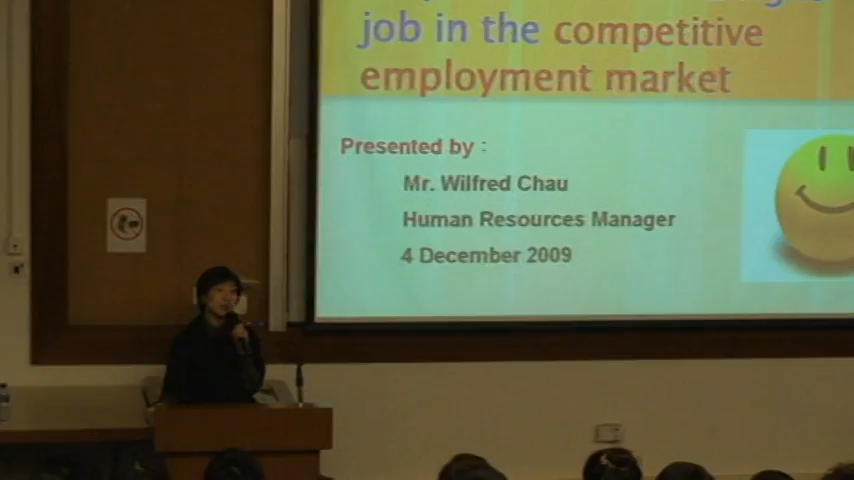 job in the competitive
employment market
Presented by :
Mr. Wilfred Chau
Human Resources Manager
4 December 2009